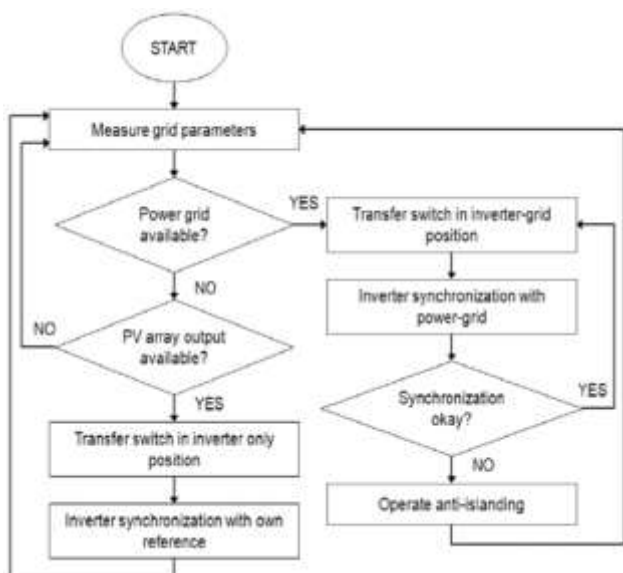 START
Measure grid parameters
Power grid
available?
YES
Transfer switch in inverter-grid
position
NO
Inverter synchronization with
power-grid
NO
PV array output
available?
YES
Synchronization
okay?
YES
Transfer switch in inverter only
position
NO
Operate anti-islanding
Inverter synchronization with own
reference